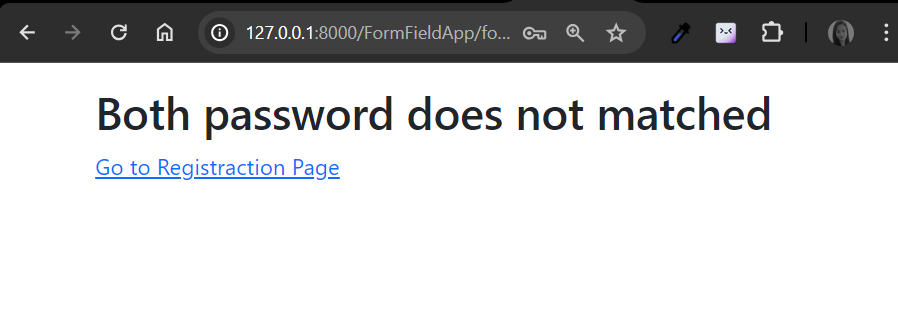 127.0.0.1:8000/FormFieldApp/fo...
Both password does not matched
Go to Registraction Page